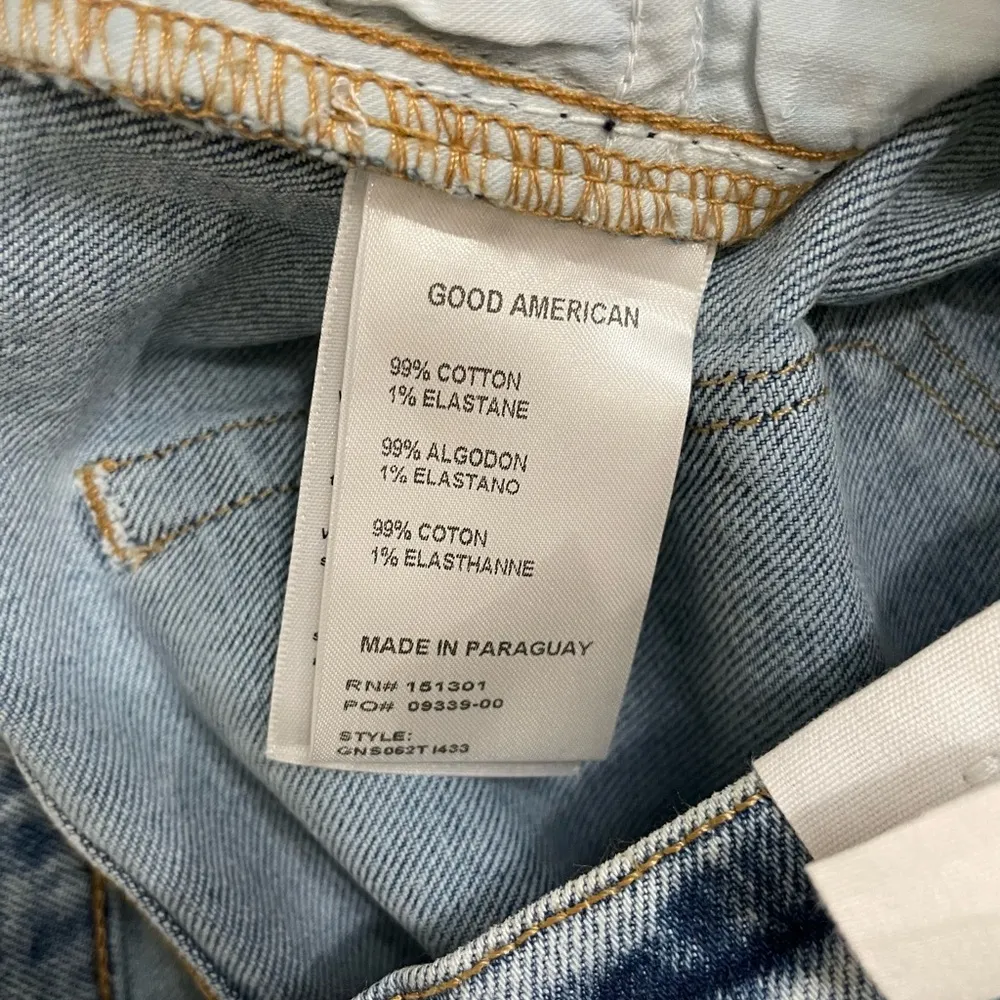 GOOD AMERICAN
99% COTTON
1% ELASTANE
99% ALGODON
1% ELASTANO
99% COTON
1% ELASTHANNE
MADE IN PARAGUAY
RN# 151301
PO# 09339-00
STYLE:
GNS062T I433